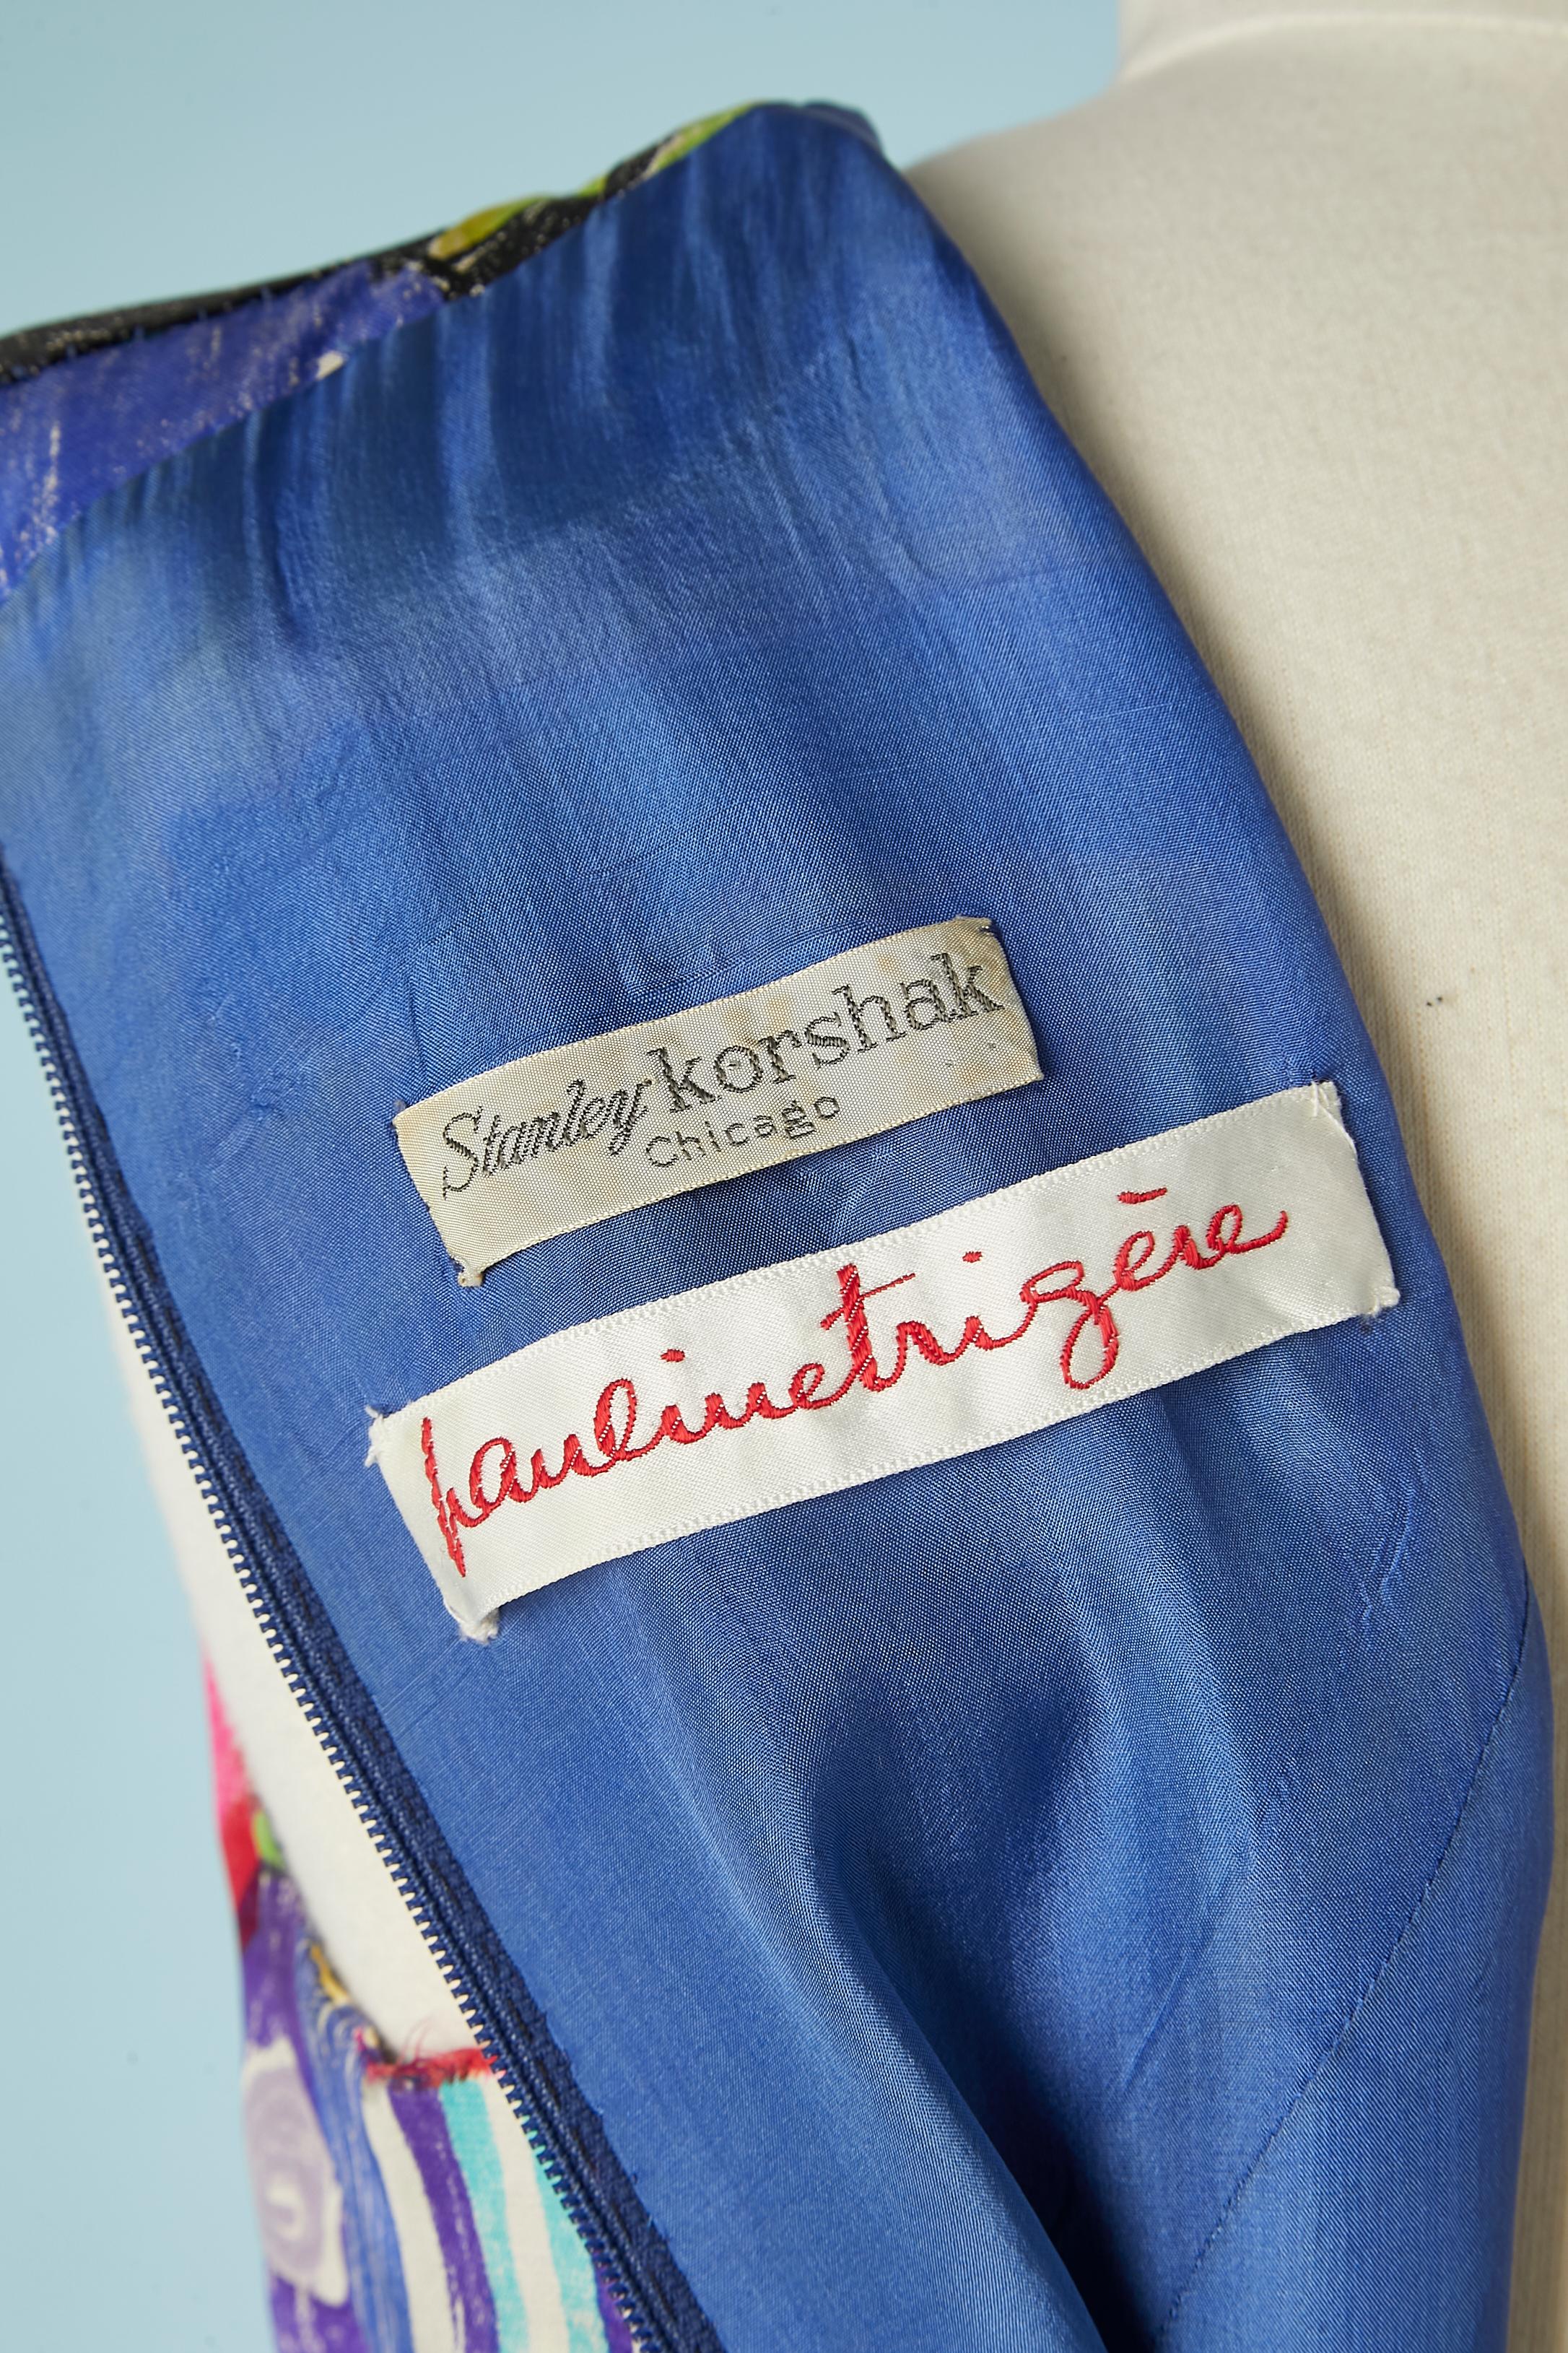 Stanley korshak
Chicago
paulinetrigère